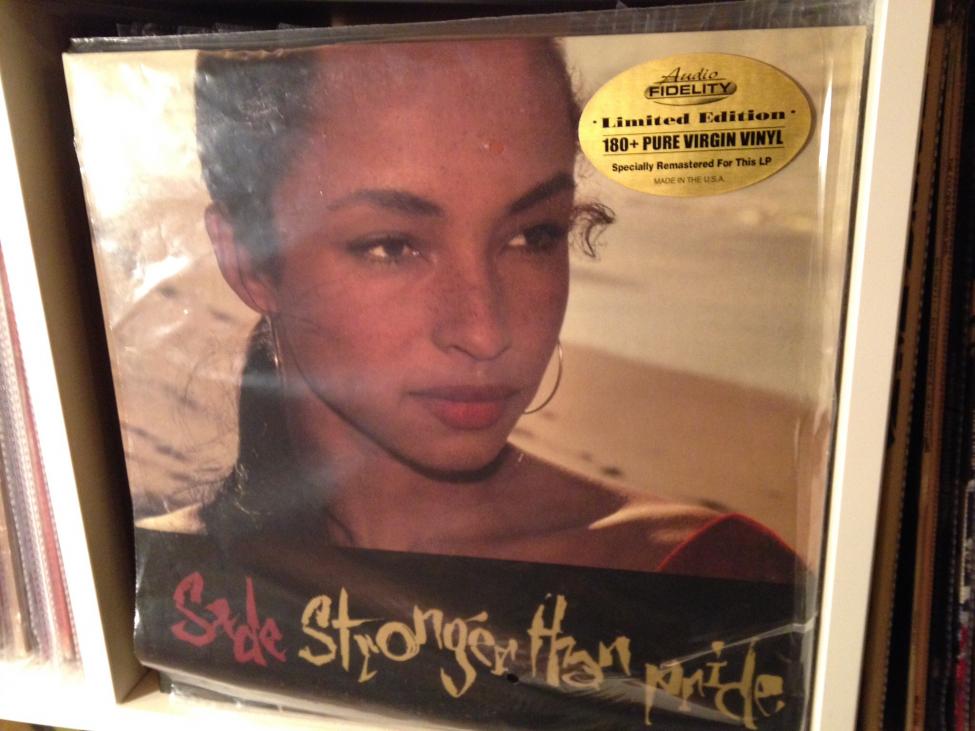 Audio
FIDELITY
· Limited Edition ·
180+ PURE VIRGIN VINYL
Specially Remastered For This LP
MADE IN THE U.S.A.
Sade Stronger than pride